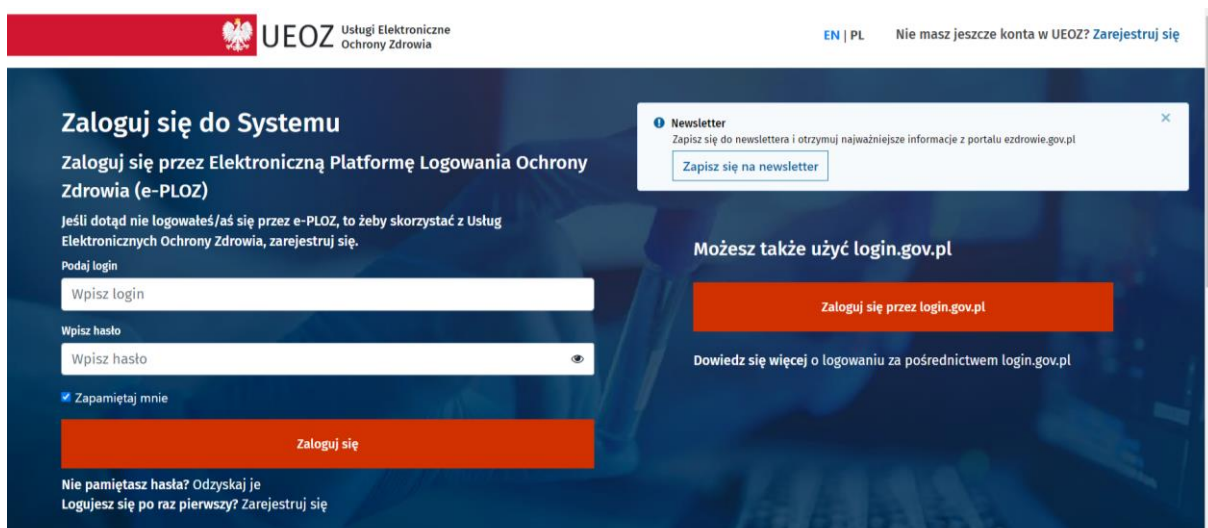 UEOZ Usługi Elektroniczne
Ochrony Zdrowia
EN | PL
Nie masz jeszcze konta w UEOZ? Zarejestruj się
Zaloguj się do Systemu
Zaloguj się przez Elektroniczną Platformę Logowania Ochrony
Zdrowia (e-PLOZ)
Jeśli dotąd nie logowałeś/aś się przez e-PLOZ, to żeby skorzystać z Usług
Elektronicznych Ochrony Zdrowia, zarejestruj się.
Podaj login
Wpisz login
Wpisz hasło
Wpisz hasło
Zapamiętaj mnie
Zaloguj się
Nie pamiętasz hasła? Odzyskaj je
Logujesz się po raz pierwszy? Zarejestruj się
Newsletter
Zapisz się do newslettera i otrzymuj najważniejsze informacje z portalu ezdrowie.gov.pl
Zapisz się na newsletter
Możesz także użyć login.gov.pl
Zaloguj się przez login.gov.pl
Dowiedz się więcej o logowaniu za pośrednictwem login.gov.pl